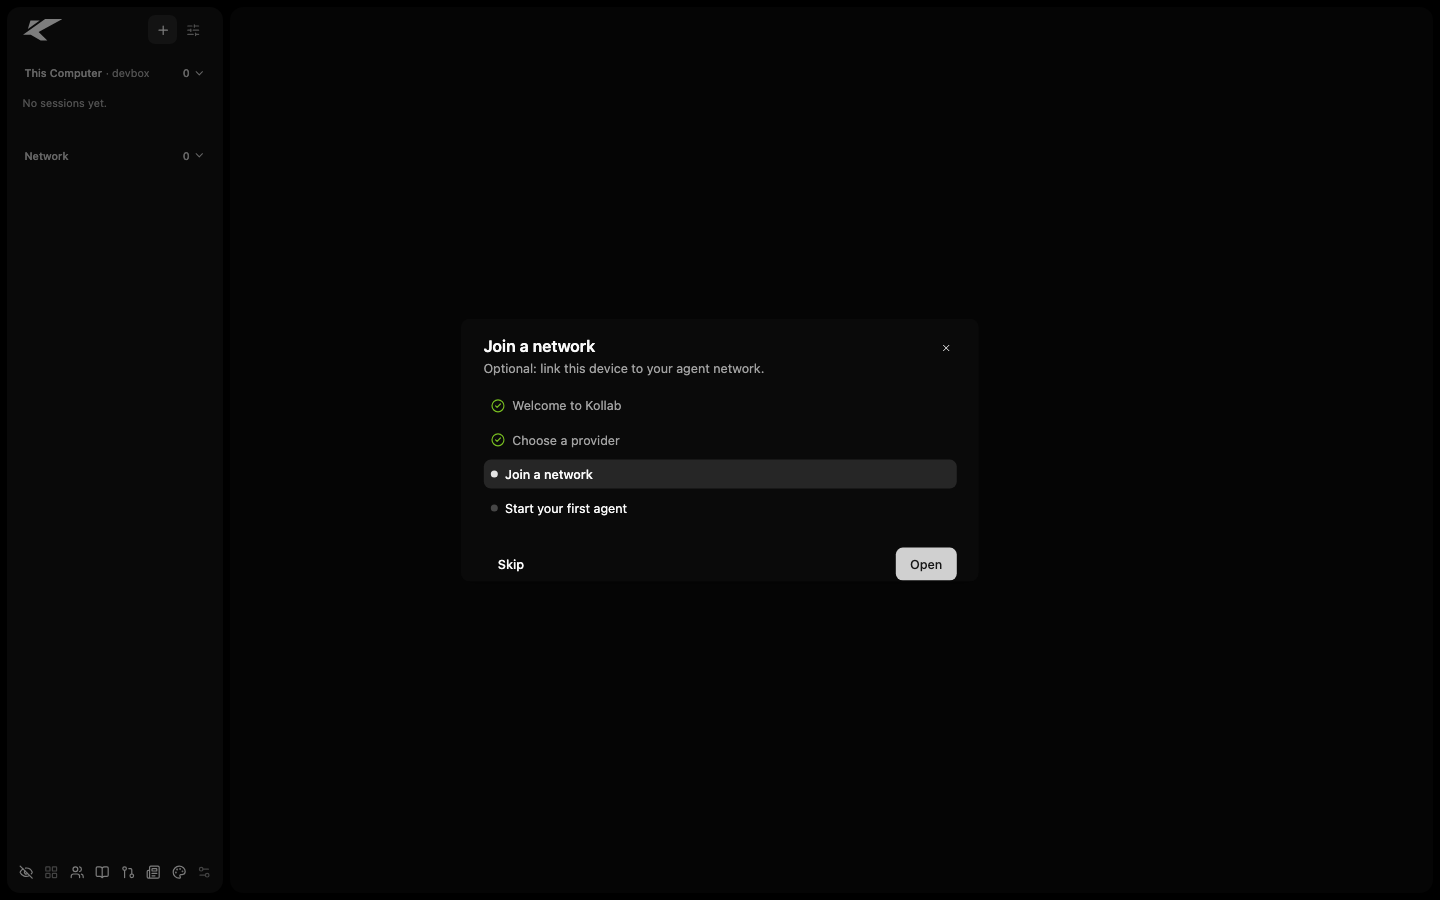 This Computer · devbox 0
No sessions yet.
Network 0
Join a network
Optional: link this device to your agent network.
Welcome to Kollab
Choose a provider
Join a network
Start your first agent
Skip Open